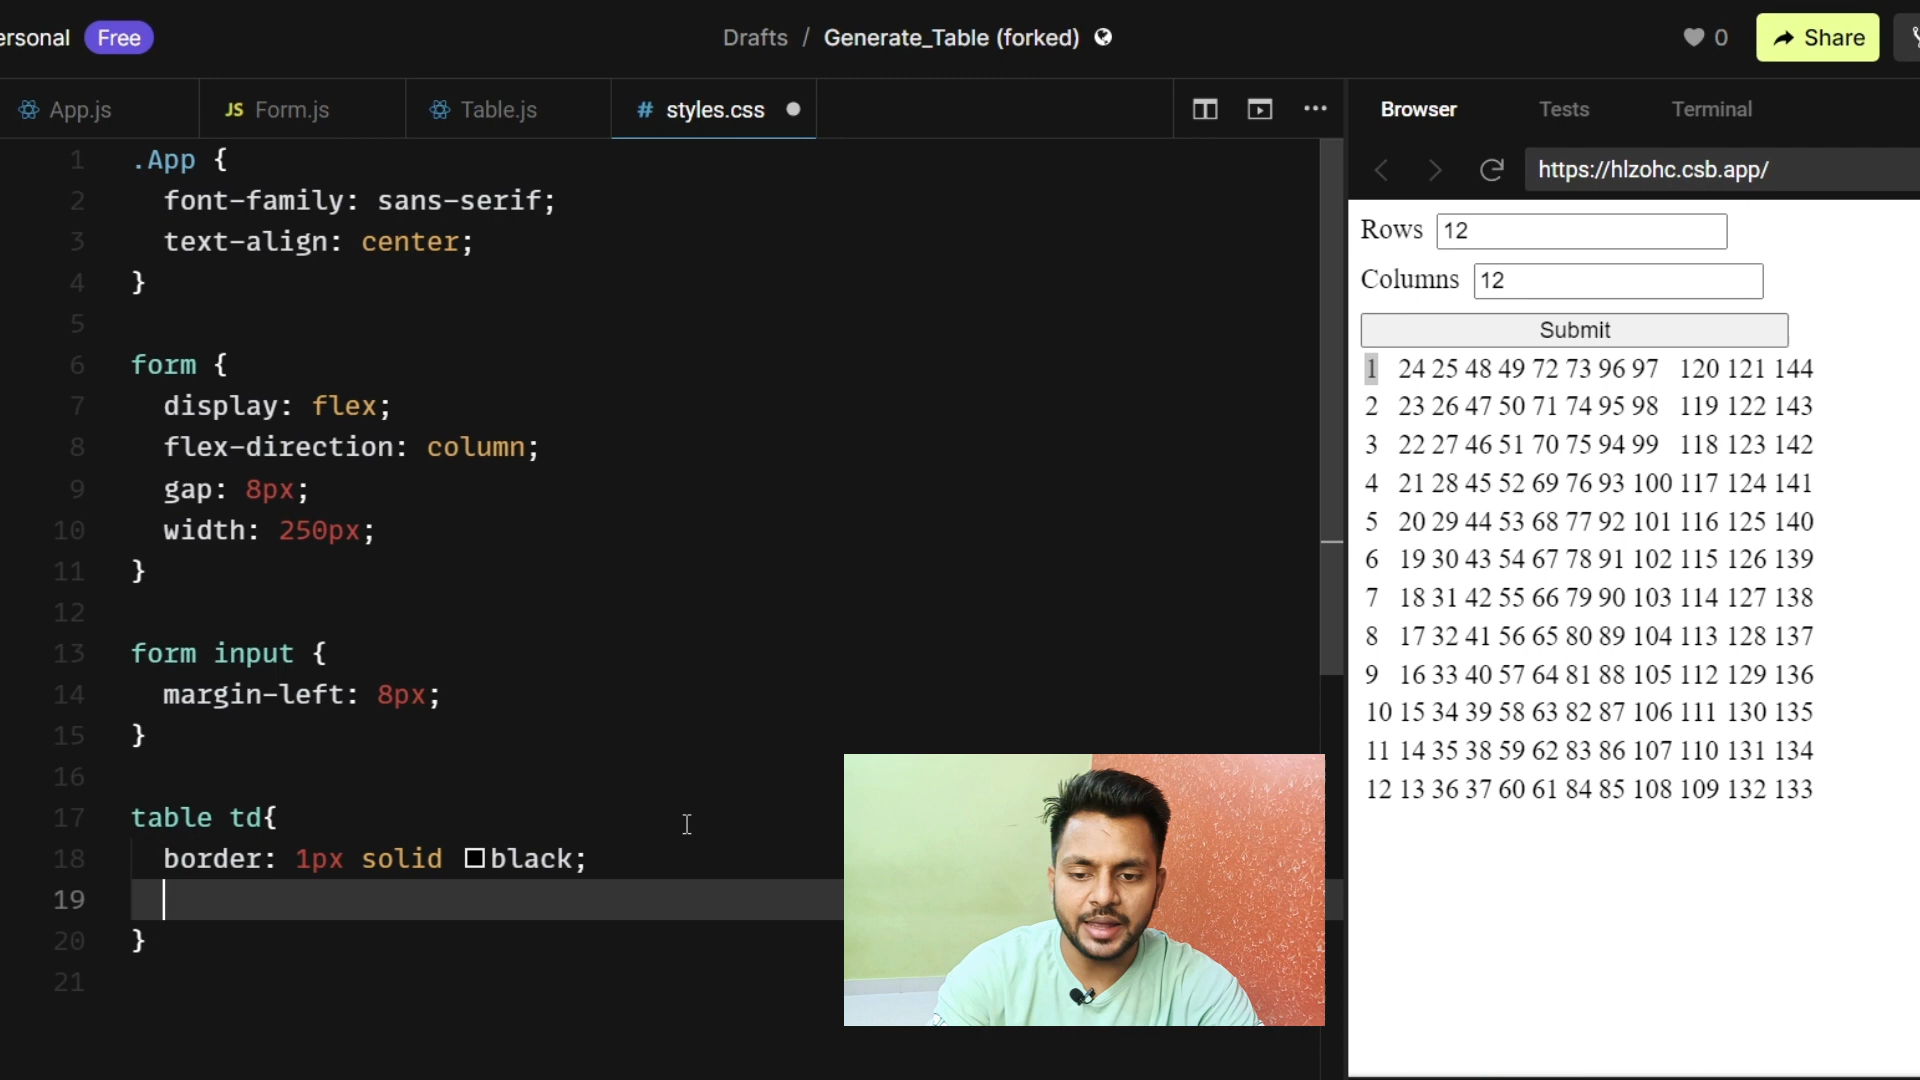 ersonal Free
Drafts / Generate_Table (forked)
0
Share
App.js
JS Form.js
Table.js
# styles.css
Browser Tests Terminal
https://hlzohc.csb.app/
1 .App {
2 font-family: sans-serif;
3 text-align: center;
4 }
5
6 form {
7 display: flex;
8 flex-direction: column;
9 gap: 8px;
10 width: 250px;
11 }
12
13 form input {
14 margin-left: 8px;
15 }
16
17 table td{
18 border: 1px solid black;
19
20 }
21
Rows 12
Columns 12
Submit
1 24 25 48 49 72 73 96 97 120 121 144
2 23 26 47 50 71 74 95 98 119 122 143
3 22 27 46 51 70 75 94 99 118 123 142
4 21 28 45 52 69 76 93 100 117 124 141
5 20 29 44 53 68 77 92 101 116 125 140
6 19 30 43 54 67 78 91 102 115 126 139
7 18 31 42 55 66 79 90 103 114 127 138
8 17 32 41 56 65 80 89 104 113 128 137
9 16 33 40 57 64 81 88 105 112 129 136
10 15 34 39 58 63 82 87 106 111 130 135
11 14 35 38 59 62 83 86 107 110 131 134
12 13 36 37 60 61 84 85 108 109 132 133